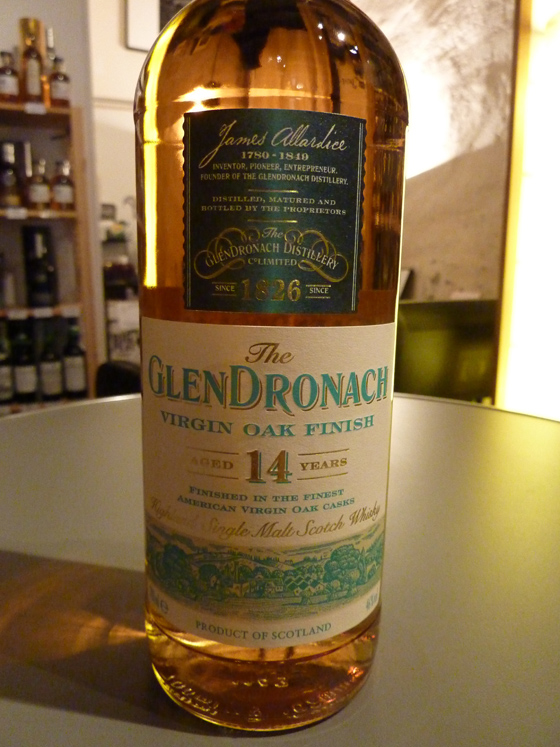 James Allardice
1780 - 1849
INVENTOR, PIONEER, ENTREPRENEUR,
FOUNDER OF THE GLENDRONACH DISTILLERY.
DISTILLED, MATURED AND
BOTTLED BY THE PROPRIETORS
The
GLENDRONACH DISTILLERY
Co LIMITED
SINCE 1826 SINCE
The
GLENDRONACH
VIRGIN OAK FINISH
AGED 14 YEARS
FINISHED IN THE FINEST
AMERICAN VIRGIN OAK CASKS
Highland Single Malt Scotch Whisky
PRODUCT OF SCOTLAND